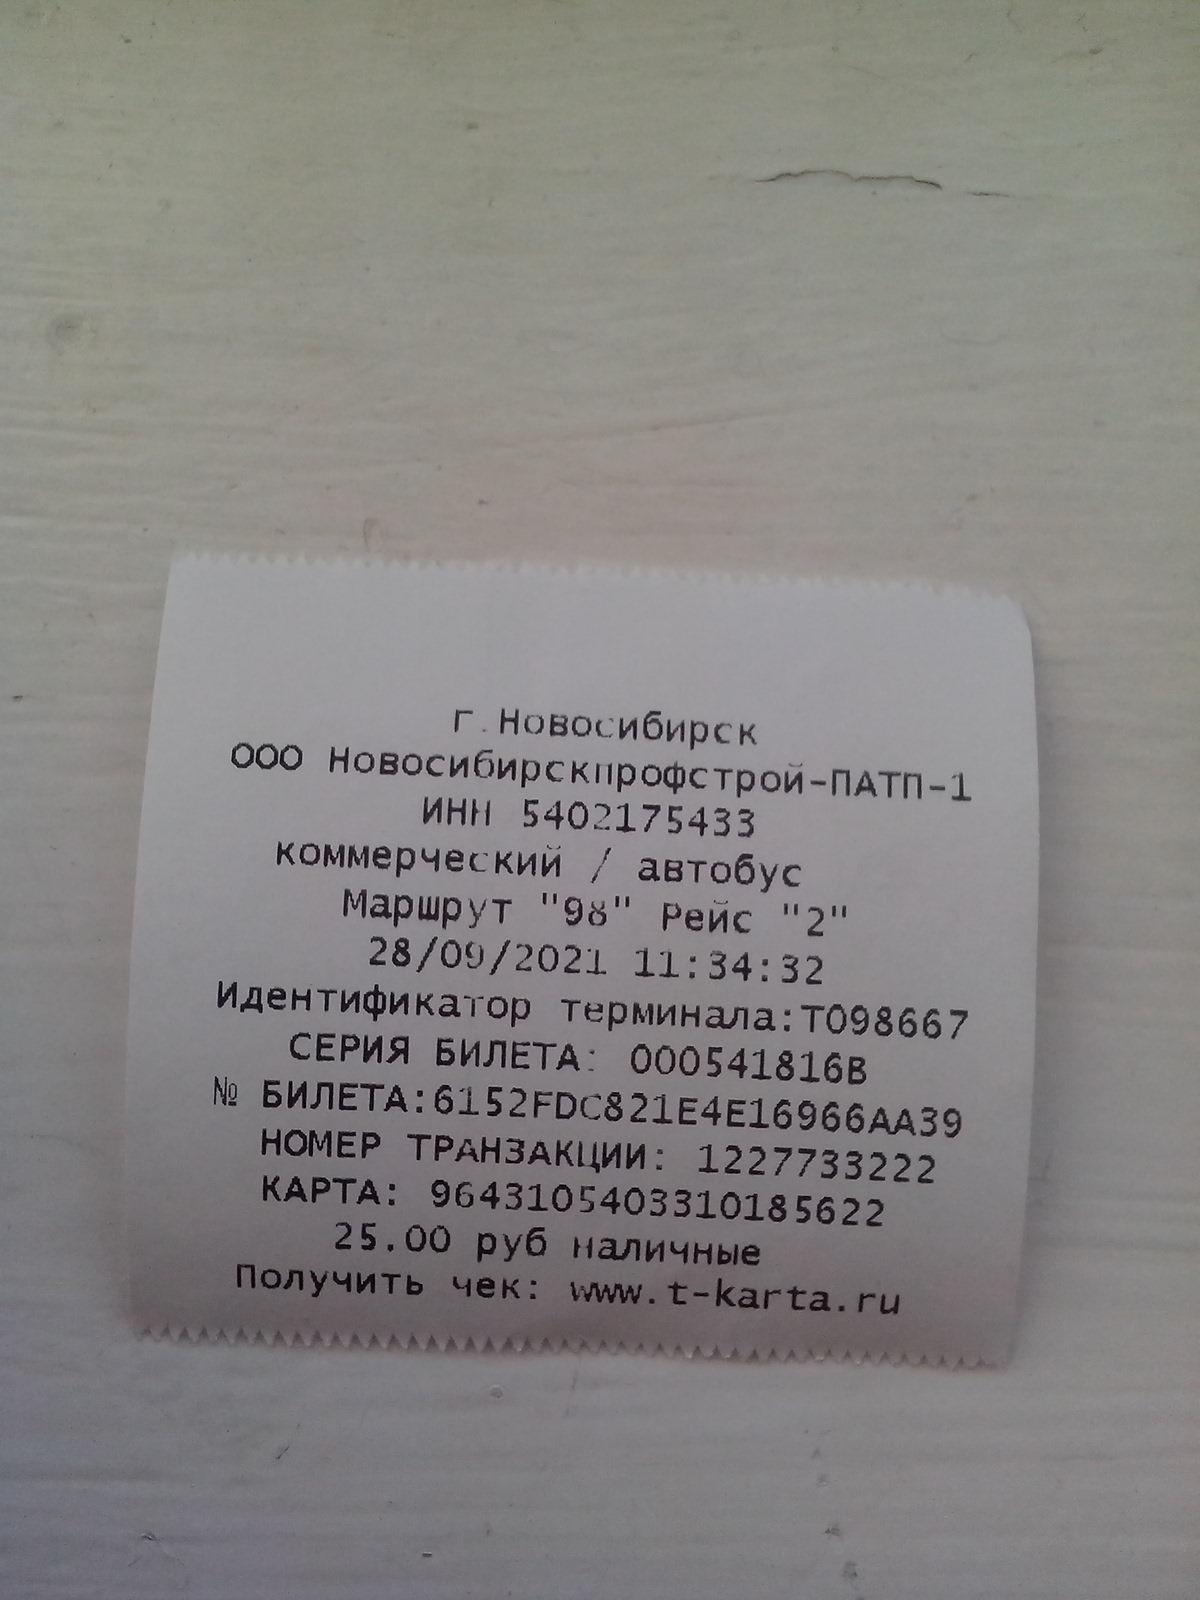 г.Новосибирск
ООО Новосибирскпрофстрой-ПАТП-1
ИНН 5402175433
коммерческий / автобус
Маршрут "98" Рейс "2"
28/09/2021 11:34:32
Идентификатор терминала:T098667
СЕРИЯ БИЛЕТА: 000541816B
№ БИЛЕТА:6152FDC821E4E16966AA39
НОМЕР ТРАНЗАКЦИИ: 1227733222
КАРТА: 9643105403310185622
25.00 руб наличные
Получить чек: www.t-karta.ru